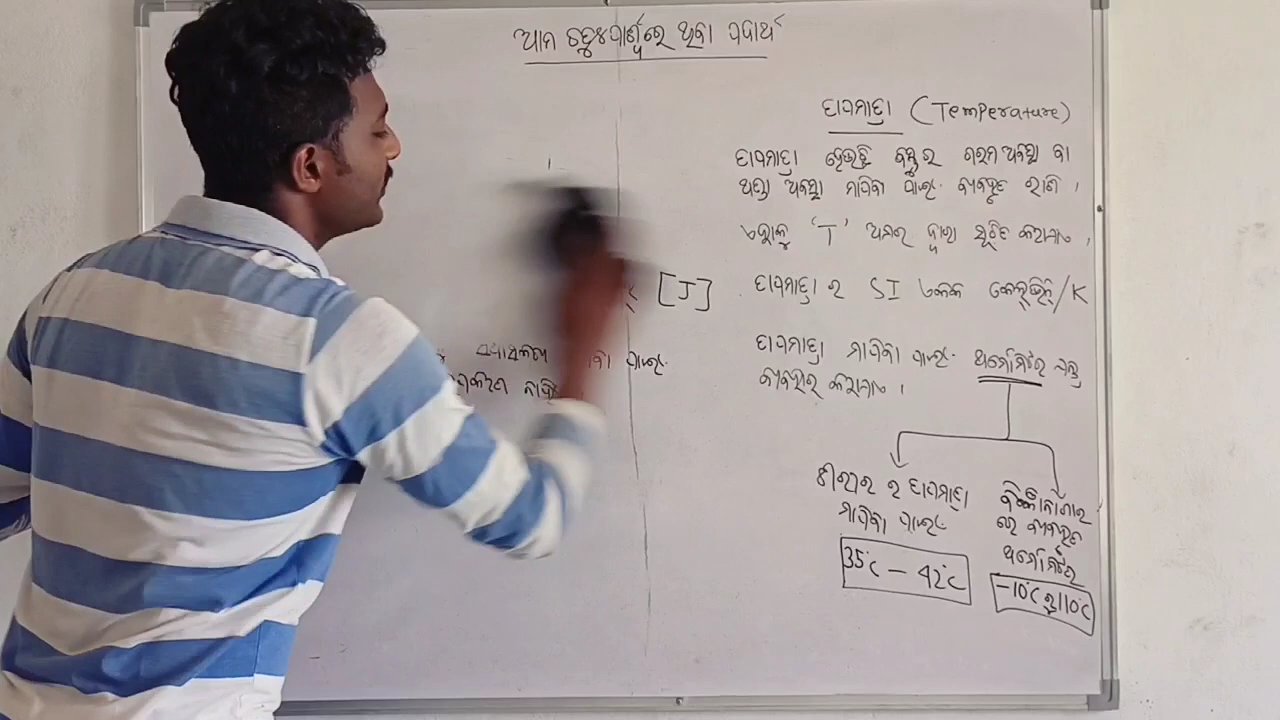 ଆମ ଚତୁଃପାର୍ଶ୍ୱରେ ଥିବା ପଦାର୍ଥ
[J]
ପାଇଁ
ତାପମାତ୍ରା (Temperature)
ତାପମାତ୍ରା ହେଉଛି ବସ୍ତୁର ଗରମ ଅବସ୍ଥା ବା
ଥଣ୍ଡା ଅବସ୍ଥା ମାପିବା ପାଇଁ ବ୍ୟବହୃତ ରାଶି ।
ଏହାକୁ 'T' ଅକ୍ଷର ଦ୍ୱାରା ସୂଚିତ କରାଯାଏ ।
ତାପମାତ୍ରା ର SI ଏକକ କେଲ୍ଭିନ୍/K
ତାପମାତ୍ରା ମାପିବା ପାଇଁ ଥର୍ମୋମିଟର ଯନ୍ତ୍ର
ବ୍ୟବହାର କରାଯାଏ ।
ଶରୀର ର ତାପମାତ୍ରା
ମାପିବା ପାଇଁ
35°C – 42°C
ବିଜ୍ଞାନାଗାର
ରେ ବ୍ୟବହୃତ
ଥର୍ମୋମିଟର
–10°C ରୁ 110°C